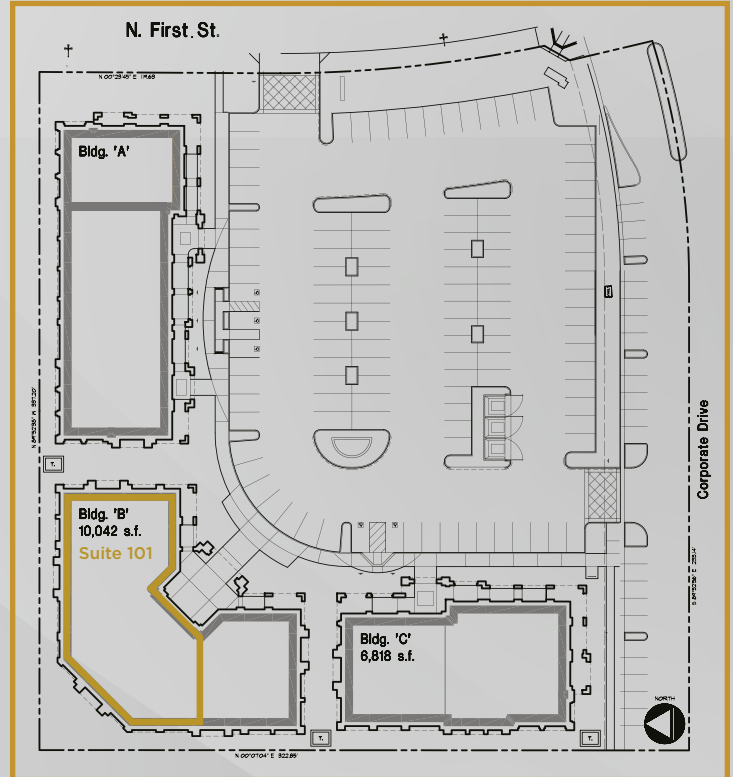 N. First. St.
Bldg. 'A'
Corporate Drive
T.
Bldg. 'B'
10,042 s.f.
Suite 101
Bldg. 'C'
6,818 s.f.
NORTH
T.
T.